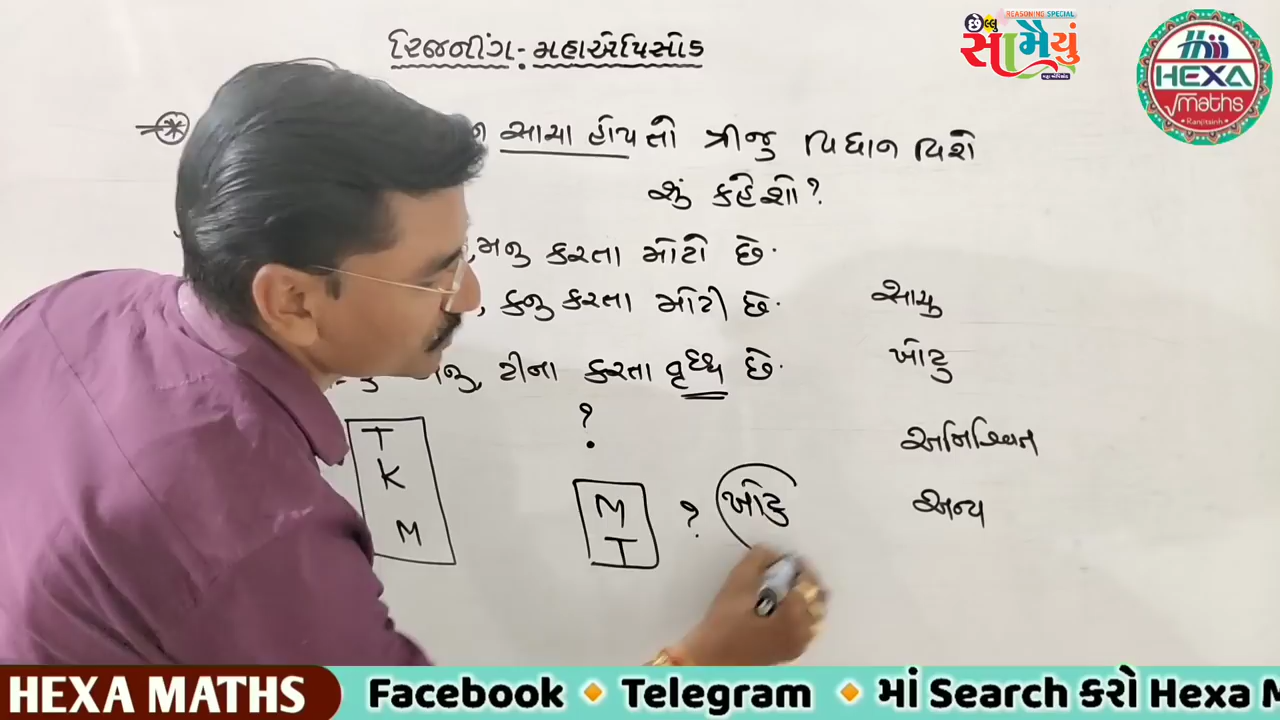 REASONING SPECIAL
છેલ્લુ
સામૈયું
HEXA
maths
Ranjitsinh
રિજનીંગ:- મહાએપિસોડ
સાચા હોય તો ત્રીજુ વિધાન વિશે
શું કહેશો?
,મનુ કરતા મોટો છે.
, કનુ કરતા મોટી છે.
સાચુ
, ટીના કરતા વૃધ્ધ છે.
ખોટુ
?
અનિશ્ચિત
T
K
M
M
T
? ખોટુ
અન્ય
HEXA MATHS
Facebook Telegram માં Search કરો Hexa M